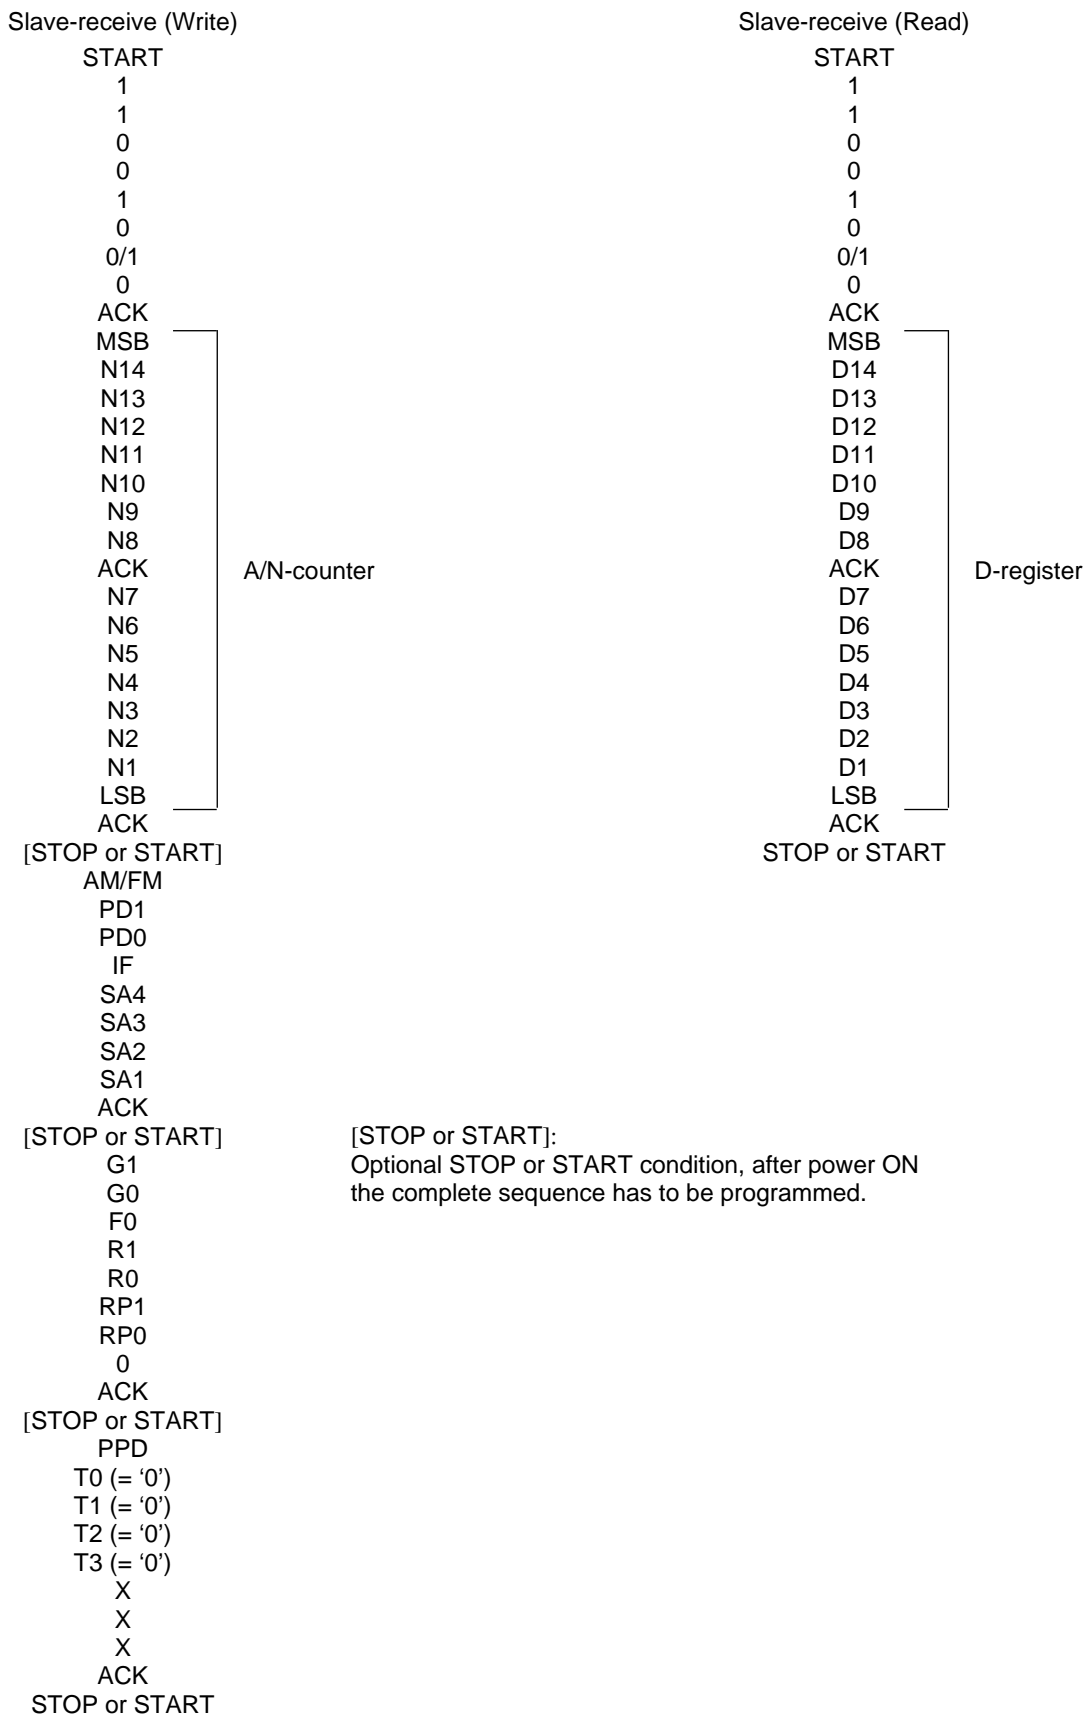 Slave-receive (Write)
START
1
1
0
0
1
0
0/1
0
ACK
MSB
N14
N13
N12
N11
N10
N9
N8
ACK
N7
N6
N5
N4
N3
N2
N1
LSB
ACK
A/N-counter
[STOP or START]
AM/FM
PD1
PD0
IF
SA4
SA3
SA2
SA1
ACK
[STOP or START]
G1
G0
F0
R1
R0
RP1
RP0
0
ACK
[STOP or START]
PPD
T0 (= ‘0’)
T1 (= ‘0’)
T2 (= ‘0’)
T3 (= ‘0’)
X
X
X
ACK
STOP or START
Slave-receive (Read)
START
1
1
0
0
1
0
0/1
0
ACK
MSB
D14
D13
D12
D11
D10
D9
D8
ACK
D7
D6
D5
D4
D3
D2
D1
LSB
ACK
D-register
STOP or START
[STOP or START]:
Optional STOP or START condition, after power ON
the complete sequence has to be programmed.